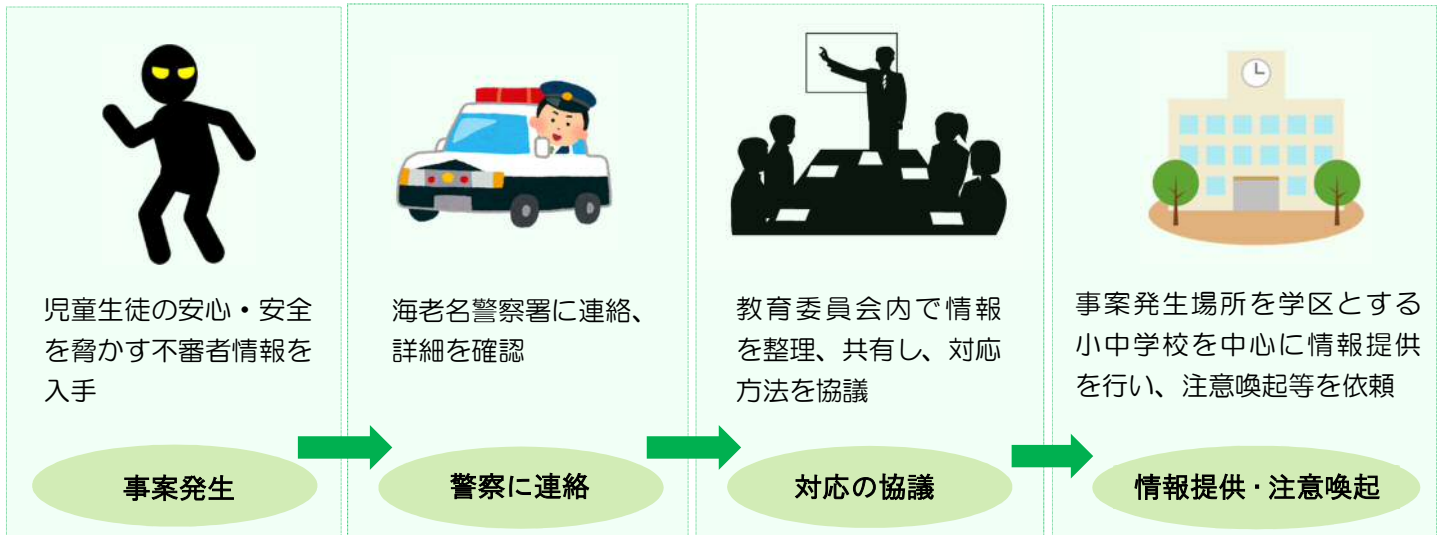 児童生徒の安心・安全
を脅かす不審者情報を
入手
事案発生
海老名警察署に連絡、
詳細を確認
警察に連絡
教育委員会内で情報
を整理、共有し、対応
方法を協議
対応の協議
事案発生場所を学区とする
小中学校を中心に情報提供
を行い、注意喚起等を依頼
情報提供・注意喚起